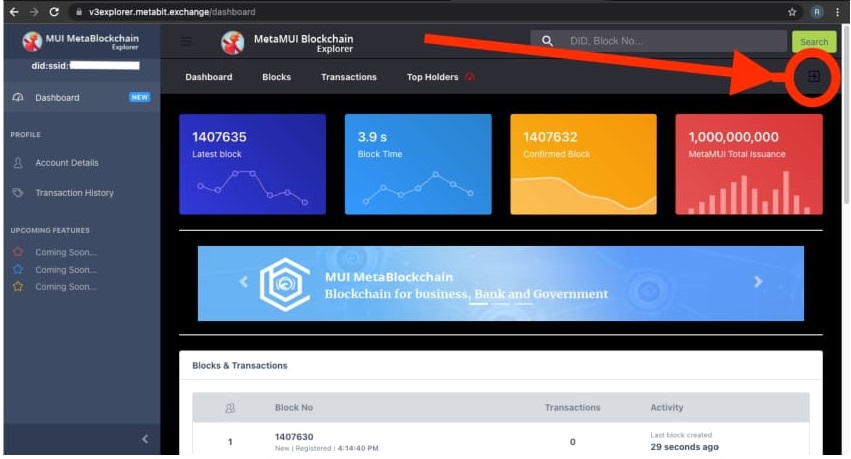 v3explorer.metabit.exchange/dashboard
R
MUI MetaBlockchain
Explorer
did:ssid:
Dashboard
NEW
PROFILE
Account Details
Transaction History
UPCOMING FEATURES
Coming Soon...
Coming Soon...
Coming Soon...
MetaMUI Blockchain
Explorer
DID, Block No...
Search
Dashboard
Blocks
Transactions
Top Holders
1407635
Latest block
3.9 s
Block Time
1407632
Confirmed Block
1,000,000,000
MetaMUI Total Issuance
MUI MetaBlockchain
Blockchain for business, Bank and Government
Blocks & Transactions
Block No
Transactions
Activity
1
1407630
New | Registered : 4:14:40 PM
0
Last block created
29 seconds ago